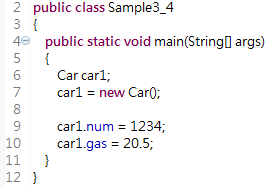 2 public class Sample3_4
3 {
4 public static void main(String[] args)
5 {
6 Car car1;
7 car1 = new Car();
8
9 car1.num = 1234;
10 car1.gas = 20.5;
11 }
12 }